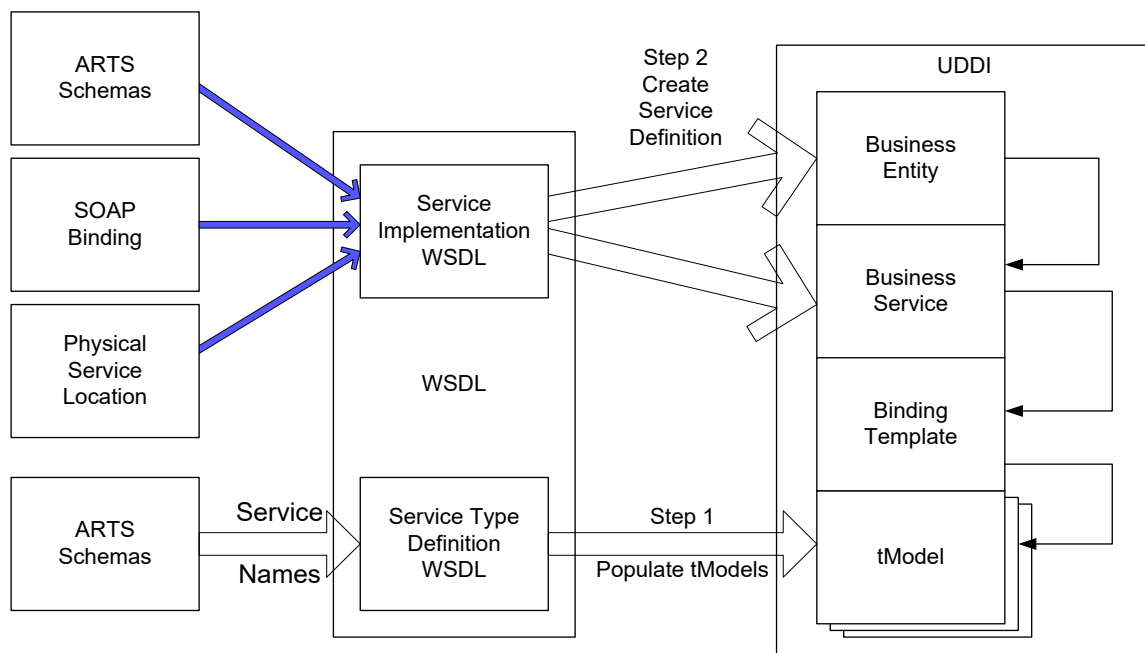 ARTS
Schemas
SOAP
Binding
Physical
Service
Location
ARTS
Schemas
Service
Names
Service
Implementation
WSDL
WSDL
Service Type
Definition
WSDL
Step 2
Create
Service
Definition
Step 1
Populate tModels
UDDI
Business
Entity
Business
Service
Binding
Template
tModel